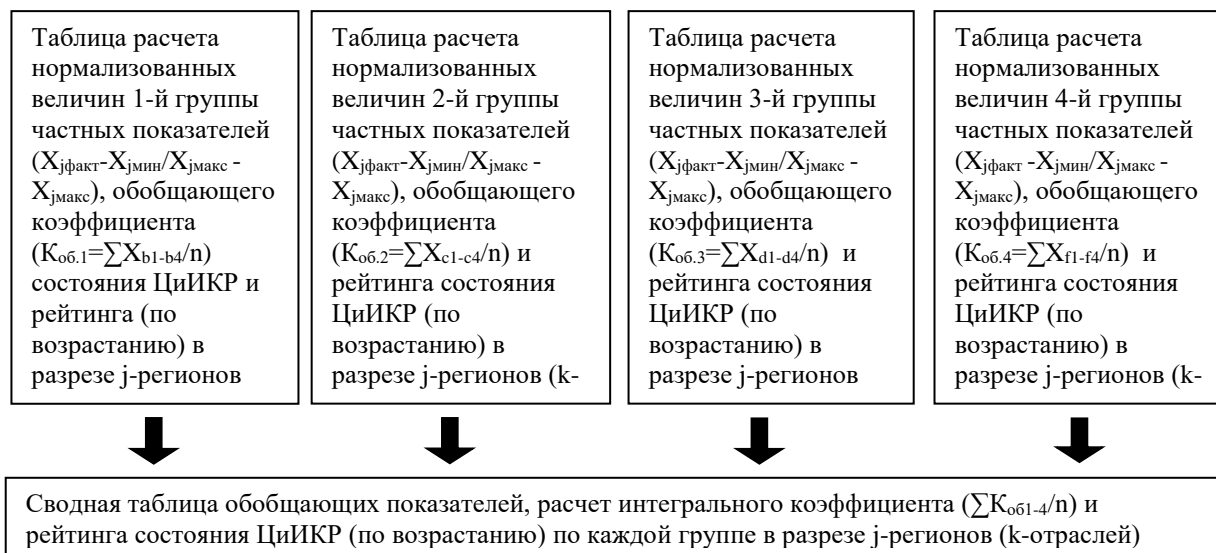 Таблица расчета
нормализованных
величин 1-й группы
частных показателей
(Xjфакт-Xjмин/Xjмакс -
Xjмакс), обобщающего
коэффициента
(Kоб.1=∑Xb1-b4/n)
состояния ЦиИКР и
рейтинга (по
возрастанию) в
разрезе j-регионов
Таблица расчета
нормализованных
величин 2-й группы
частных показателей
(Xjфакт-Xjмин/Xjмакс -
Xjмакс), обобщающего
коэффициента
(Kоб.2=∑Xc1-c4/n) и
рейтинга состояния
ЦиИКР (по
возрастанию) в
разрезе j-регионов (k-
Таблица расчета
нормализованных
величин 3-й группы
частных показателей
(Xjфакт-Xjмин/Xjмакс -
Xjмакс), обобщающего
коэффициента
(Kоб.3=∑Xd1-d4/n) и
рейтинга состояния
ЦиИКР (по
возрастанию) в
разрезе j-регионов
Таблица расчета
нормализованных
величин 4-й группы
частных показателей
(Xjфакт -Xjмин/Xjмакс -
Xjмакс), обобщающего
коэффициента
(Kоб.4=∑Xf1-f4/n) и
рейтинга состояния
ЦиИКР (по
возрастанию) в
разрезе j-регионов (k-
Сводная таблица обобщающих показателей, расчет интегрального коэффициента (∑Kоб1-4/n) и
рейтинга состояния ЦиИКР (по возрастанию) по каждой группе в разрезе j-регионов (k-отраслей)